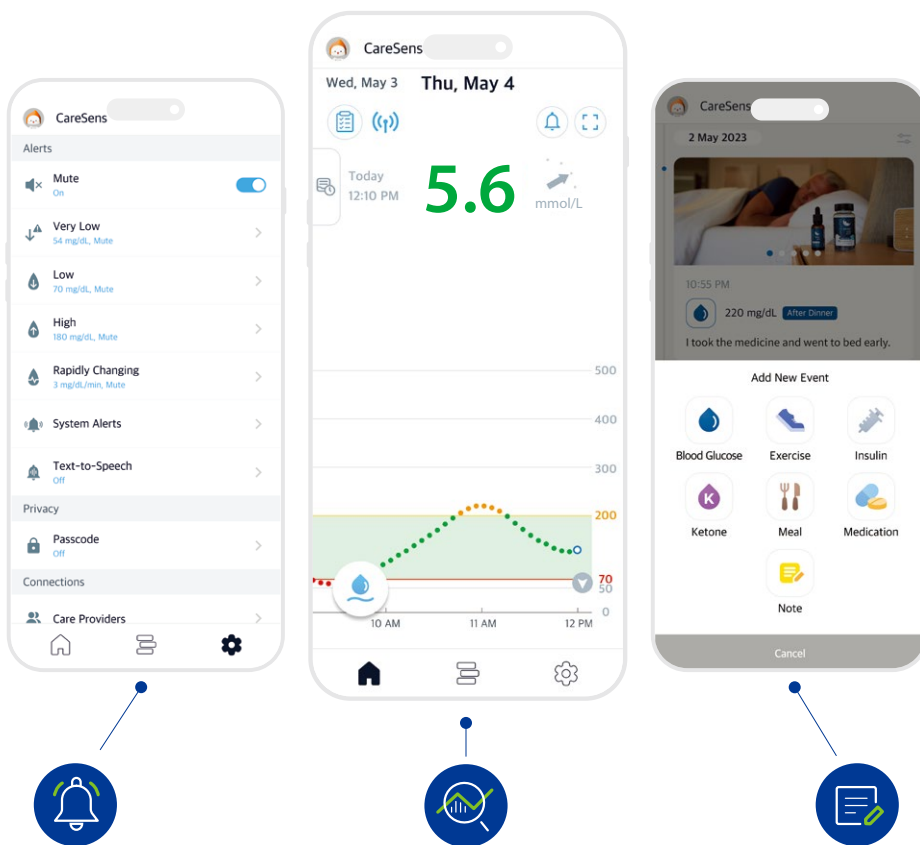 CareSens
Alerts
Mute
On
Very Low
54 mg/dL, Mute
Low
70 mg/dL, Mute
High
180 mg/dL, Mute
Rapidly Changing
3 mg/dL/min, Mute
System Alerts
Text-to-Speech
Off
Privacy
Passcode
Off
Connections
Care Providers
CareSens
Wed, May 3 Thu, May 4
Today
12:10 PM
5.6
mmol/L
500
400
300
200
70
50
0
10 AM 11 AM 12 PM
CareSens
2 May 2023
10:55 PM
220 mg/dL After Dinner
I took the medicine and went to bed early.
Add New Event
Blood Glucose Exercise Insulin
K
Ketone Meal Medication
Note
Cancel